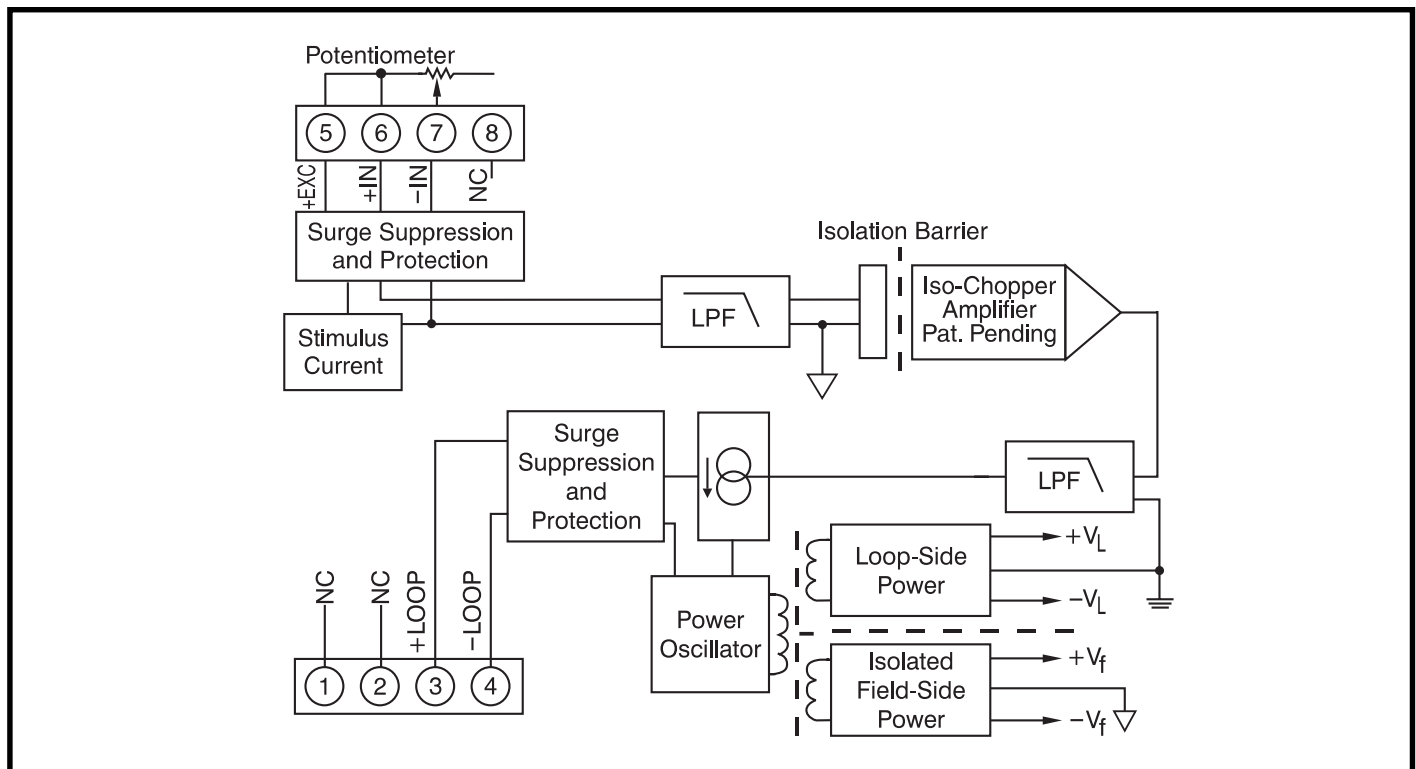 Potentiometer
5 6 7 8
+EXC
+IN
–IN
NC
Surge Suppression
and Protection
Stimulus
Current
LPF
Isolation Barrier
Iso-Chopper
Amplifier
Pat. Pending
Surge
Suppression
and
Protection
LPF
Loop-Side
Power
+VL
–VL
Power
Oscillator
Isolated
Field-Side
Power
+Vf
–Vf
NC
NC
+LOOP
–LOOP
1 2 3 4